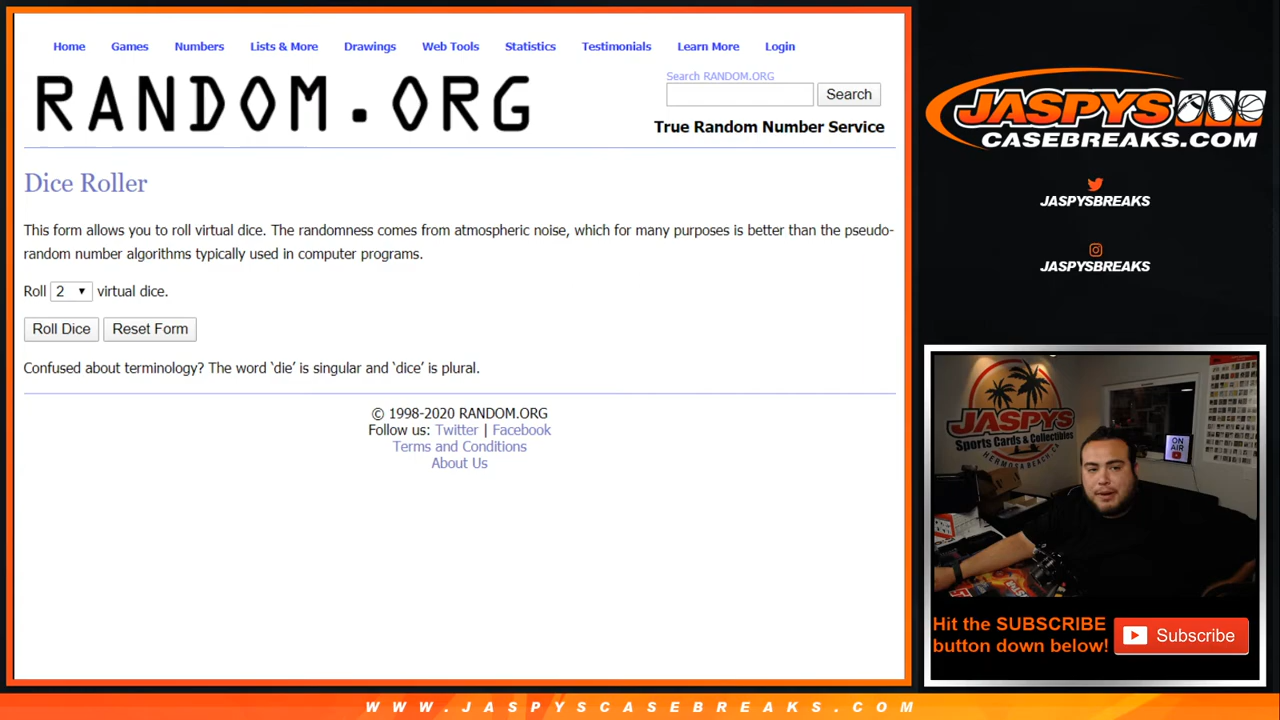 Home Games Numbers Lists & More Drawings Web Tools Statistics Testimonials Learn More Login
RANDOM.ORG
Search RANDOM.ORG
Search
True Random Number Service
Dice Roller
This form allows you to roll virtual dice. The randomness comes from atmospheric noise, which for many purposes is better than the pseudo-
random number algorithms typically used in computer programs.
Roll 2 virtual dice.
Roll Dice Reset Form
Confused about terminology? The word ‘die’ is singular and ‘dice’ is plural.
© 1998-2020 RANDOM.ORG
Follow us: Twitter | Facebook
Terms and Conditions
About Us
JASPYS
CASEBREAKS.COM
JASPYSBREAKS
JASPYSBREAKS
JASPYS
Sports Cards & Collectibles
HERMOSA BEACH, CA
ON
AIR
Hit the SUBSCRIBE
button down below!
Subscribe
WWW.JASPYSCASEBREAKS.COM